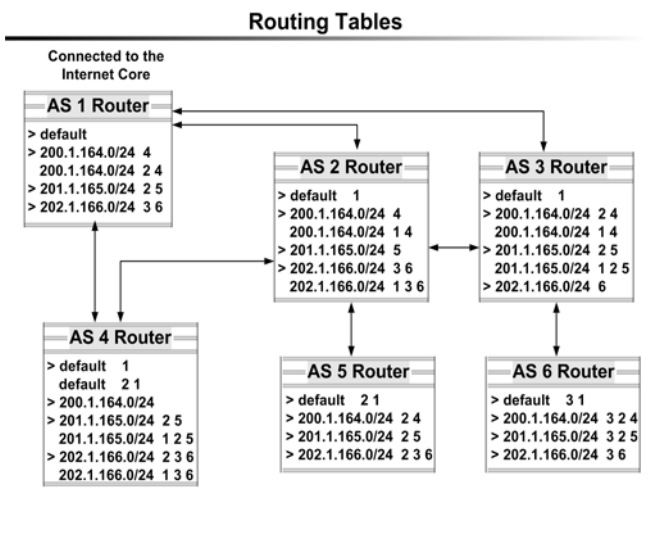 Routing Tables
Connected to the
Internet Core
AS 1 Router
> default
> 200.1.164.0/24 4
200.1.164.0/24 2 4
> 201.1.165.0/24 2 5
> 202.1.166.0/24 3 6
AS 2 Router
> default 1
> 200.1.164.0/24 4
200.1.164.0/24 1 4
> 201.1.165.0/24 5
> 202.1.166.0/24 3 6
202.1.166.0/24 1 3 6
AS 3 Router
> default 1
> 200.1.164.0/24 2 4
200.1.164.0/24 1 4
> 201.1.165.0/24 2 5
201.1.165.0/24 1 2 5
> 202.1.166.0/24 6
AS 4 Router
> default 1
default 2 1
> 200.1.164.0/24
> 201.1.165.0/24 2 5
201.1.165.0/24 1 2 5
> 202.1.166.0/24 2 3 6
202.1.166.0/24 1 3 6
AS 5 Router
> default 2 1
> 200.1.164.0/24 2 4
> 201.1.165.0/24 2 5
> 202.1.166.0/24 2 3 6
AS 6 Router
> default 3 1
> 200.1.164.0/24 3 2 4
> 201.1.165.0/24 3 2 5
> 202.1.166.0/24 3 6